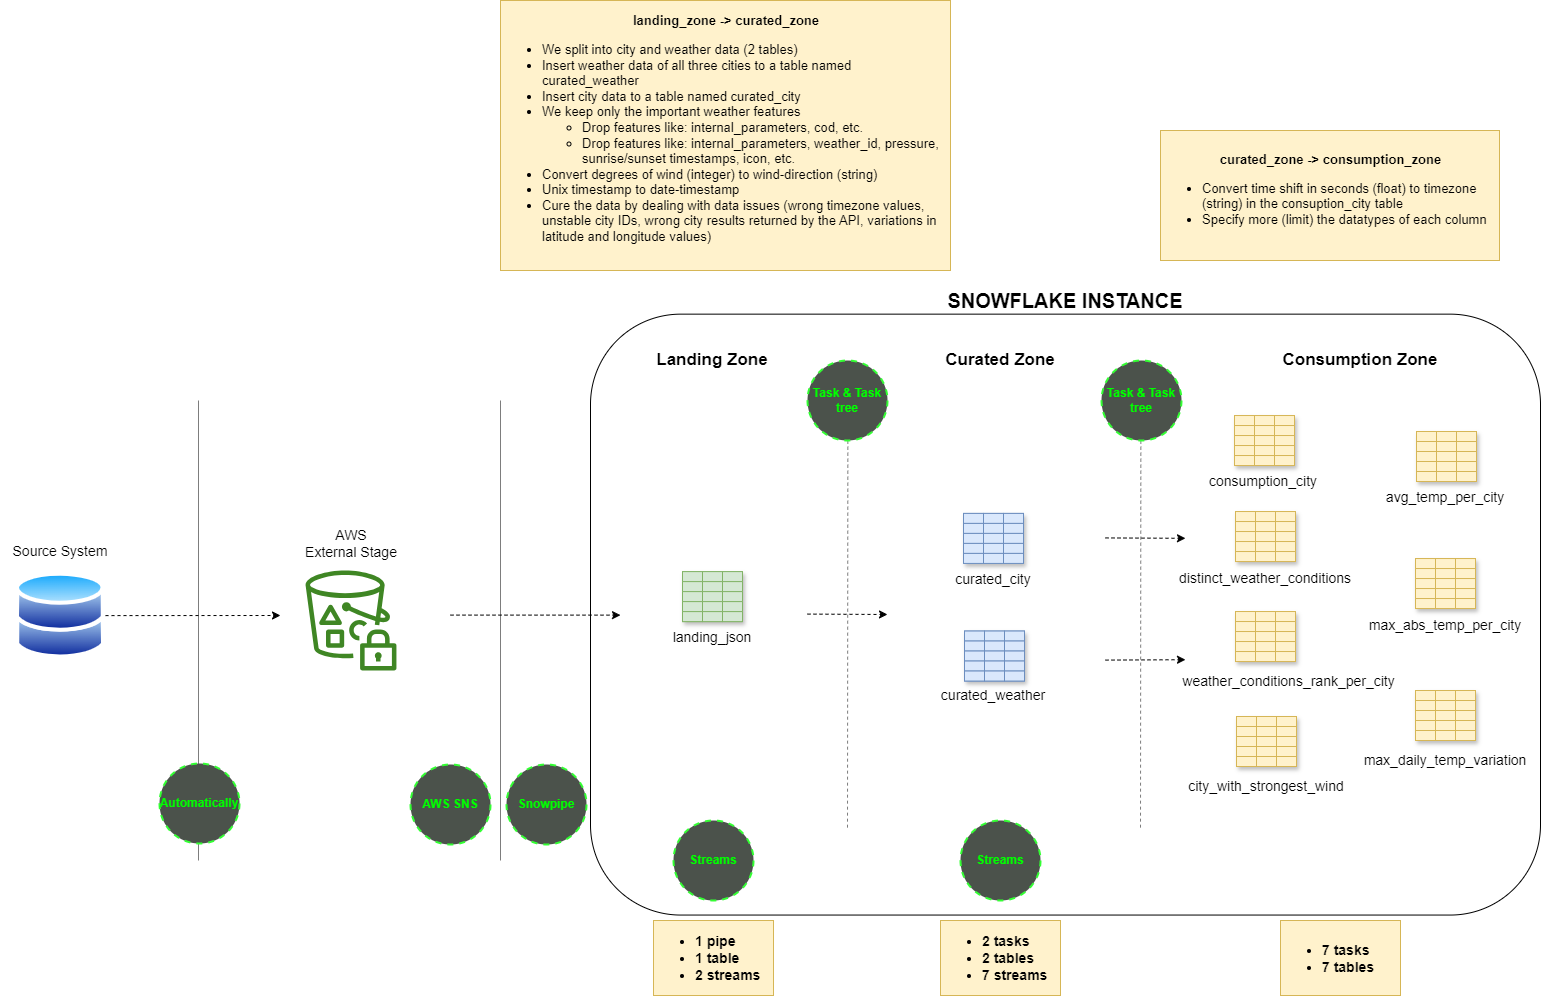 landing_zone -> curated_zone
We split into city and weather data (2 tables)
Insert weather data of all three cities to a table named
curated_weather
Insert city data to a table named curated_city
We keep only the important weather features
Drop features like: internal_parameters, cod, etc.
Drop features like: internal_parameters, weather_id, pressure,
sunrise/sunset timestamps, icon, etc.
Convert degrees of wind (integer) to wind-direction (string)
Unix timestamp to date-timestamp
Cure the data by dealing with data issues (wrong timezone values,
unstable city IDs, wrong city results returned by the API, variations in
latitude and longitude values)
curated_zone -> consumption_zone
Convert time shift in seconds (float) to timezone
(string) in the consuption_city table
Specify more (limit) the datatypes of each column
SNOWFLAKE INSTANCE
Landing Zone
Curated Zone
Consumption Zone
Task & Task
tree
Task & Task
tree
consumption_city
avg_temp_per_city
Source System
AWS
External Stage
curated_city
distinct_weather_conditions
landing_json
max_abs_temp_per_city
curated_weather
weather_conditions_rank_per_city
max_daily_temp_variation
city_with_strongest_wind
Automatically
AWS SNS
Snowpipe
Streams
Streams
1 pipe
1 table
2 streams
2 tasks
2 tables
7 streams
7 tasks
7 tables